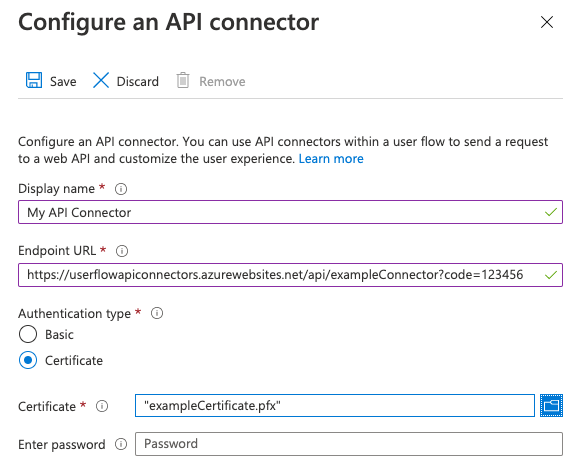 Configure an API connector
Save Discard Remove
Configure an API connector. You can use API connectors within a user flow to send a request
to a web API and customize the user experience. Learn more
Display name *
My API Connector
Endpoint URL *
https://userflowapiconnectors.azurewebsites.net/api/exampleConnector?code=123456
Authentication type *
Basic
Certificate
Certificate * "exampleCertificate.pfx"
Enter password Password